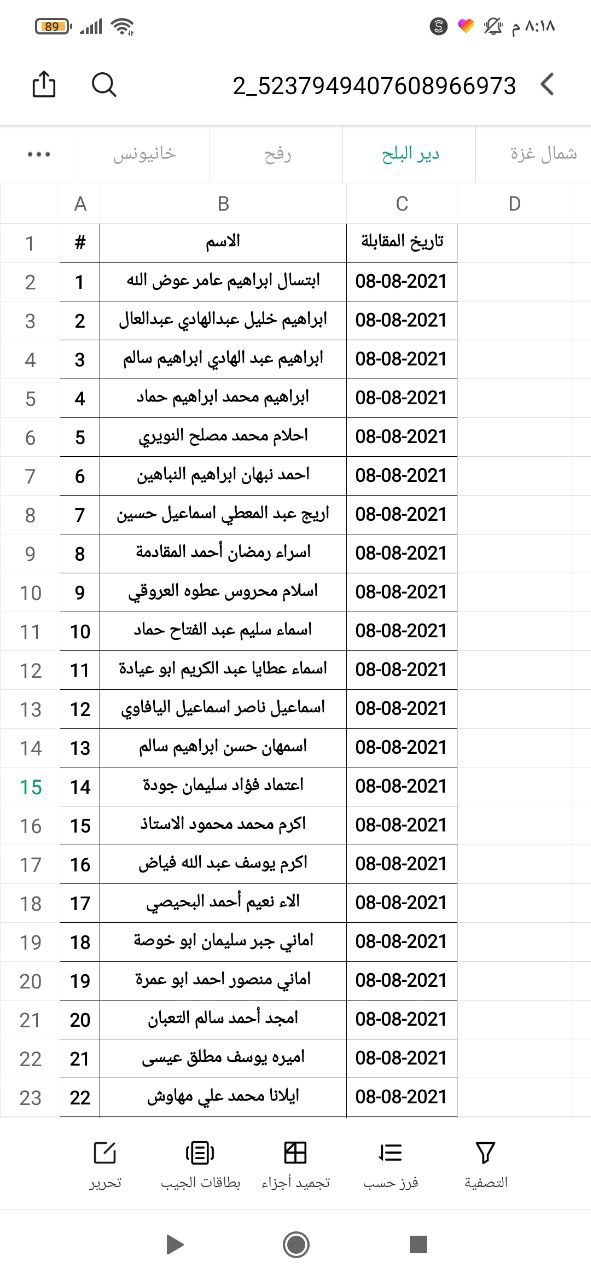 ٨:١٨ م
89
2_5237949407608966973
شمال غزة
دير البلح
رفح
خانيونس
A B C D
1 # الاسم تاريخ المقابلة
2 1 ابتسال ابراهيم عامر عوض الله 08-08-2021
3 2 ابراهيم خليل عبدالهادي عبدالعال 08-08-2021
4 3 ابراهيم عبد الهادي ابراهيم سالم 08-08-2021
5 4 ابراهيم محمد ابراهيم حماد 08-08-2021
6 5 احلام محمد مصلح النويري 08-08-2021
7 6 احمد نبهان ابراهيم النباهين 08-08-2021
8 7 اريج عبد المعطي اسماعيل حسين 08-08-2021
9 8 اسراء رمضان أحمد المقادمة 08-08-2021
10 9 اسلام محروس عطوه العروقي 08-08-2021
11 10 اسماء سليم عبد الفتاح حماد 08-08-2021
12 11 اسماء عطايا عبد الكريم ابو عيادة 08-08-2021
13 12 اسماعيل ناصر اسماعيل اليافاوي 08-08-2021
14 13 اسمهان حسن ابراهيم سالم 08-08-2021
15 14 اعتماد فؤاد سليمان جودة 08-08-2021
16 15 اكرم محمد محمود الاستاذ 08-08-2021
17 16 اكرم يوسف عبد الله فياض 08-08-2021
18 17 الاء نعيم أحمد البحيصي 08-08-2021
19 18 اماني جبر سليمان ابو خوصة 08-08-2021
20 19 اماني منصور احمد ابو عمرة 08-08-2021
21 20 امجد أحمد سالم التعبان 08-08-2021
22 21 اميره يوسف مطلق عيسى 08-08-2021
23 22 ايلانا محمد علي مهاوش 08-08-2021
التصفية
فرز حسب
تجميد أجزاء
بطاقات الجيب
تحرير